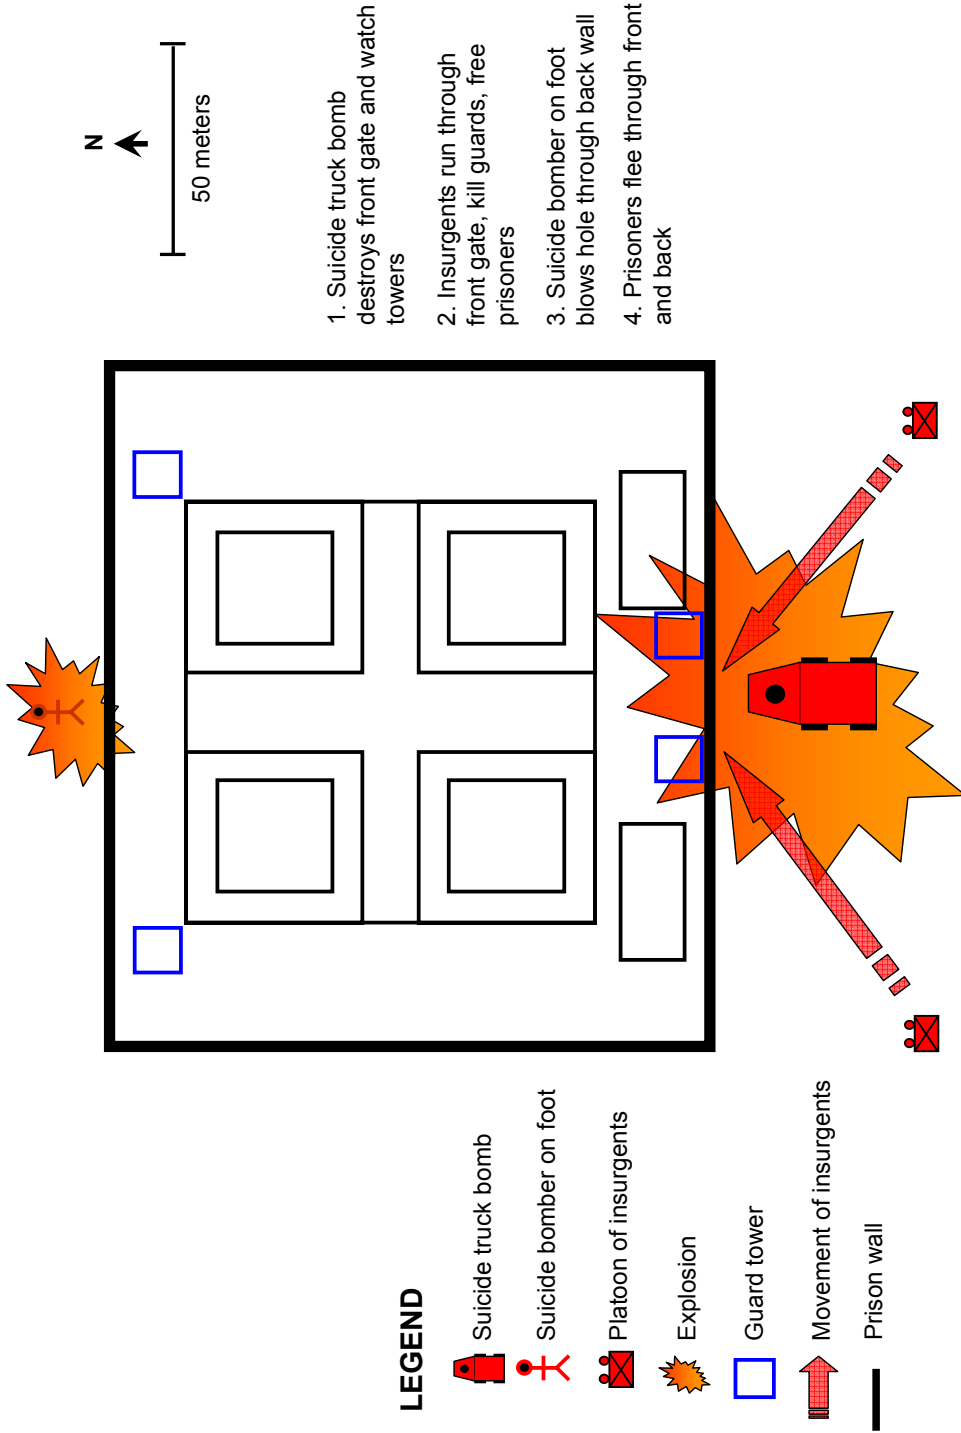 N
50 meters
1. Suicide truck bomb
destroys front gate and watch
towers
2. Insurgents run through
front gate, kill guards, free
prisoners
3. Suicide bomber on foot
blows hole through back wall
4. Prisoners flee through front
and back
LEGEND
Suicide truck bomb
Suicide bomber on foot
Platoon of insurgents
Explosion
Guard tower
Movement of insurgents
Prison wall